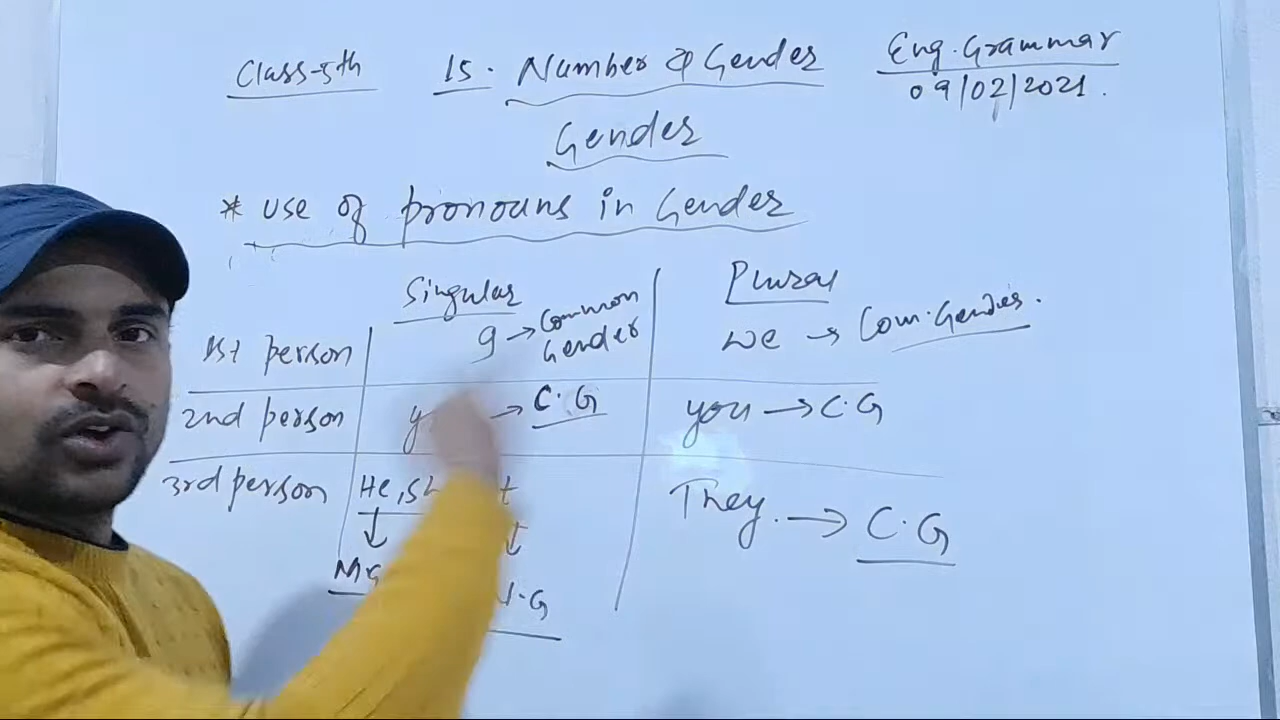 Class-5th 15. Number & Gender Eng. Grammar
09/02/2021.
Gender
* use of pronouns in Gender
Singular Plural
1st person I → Common Gender we → Com. Gender.
2nd person → C.G you → C.G
3rd person He, They. → C.G